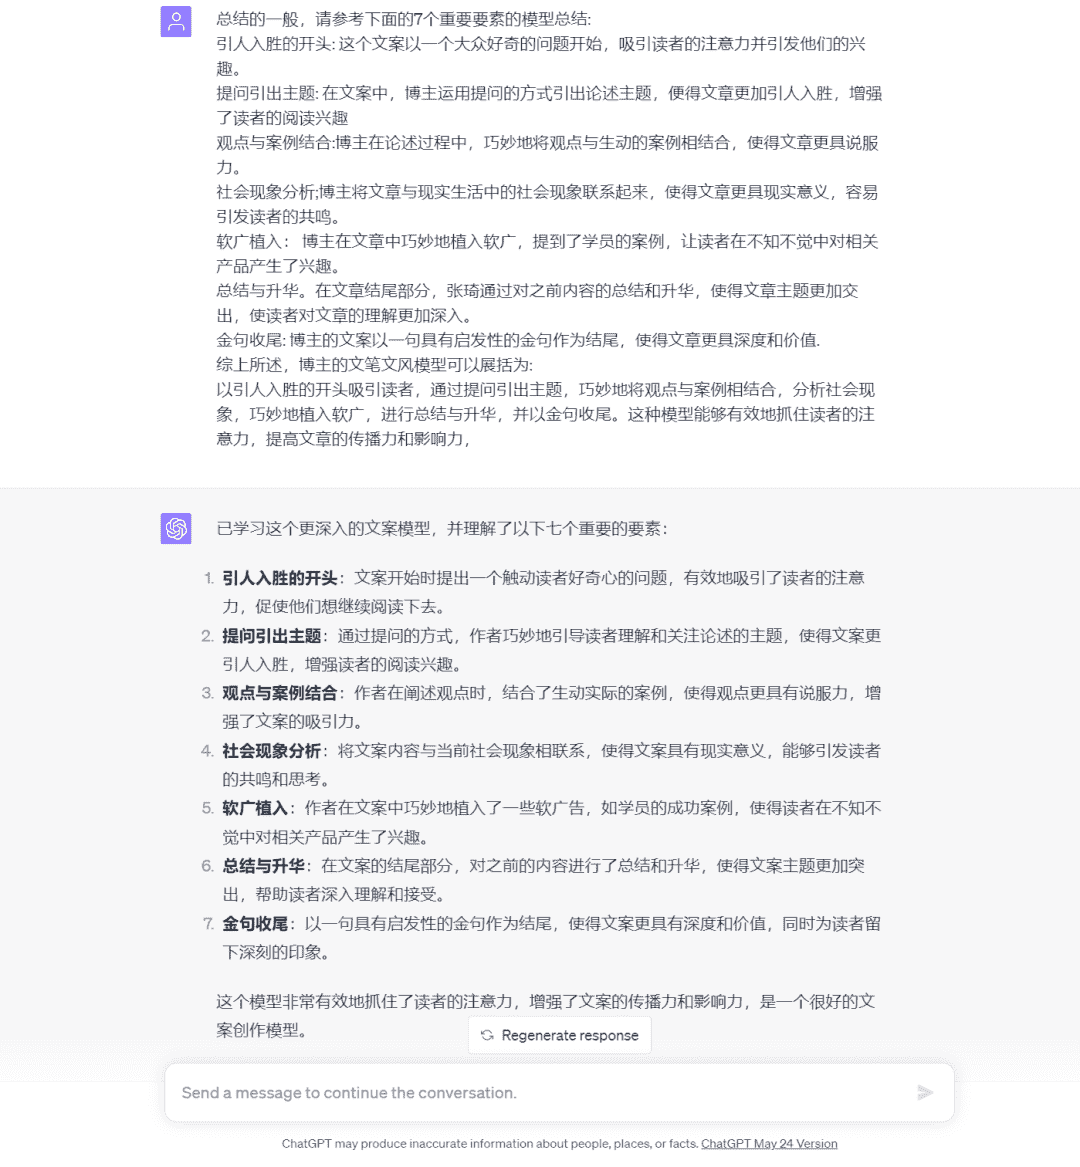 总结的一般，请参考下面的7个重要要素的模型总结:
引人入胜的开头: 这个文案以一个大众好奇的问题开始，吸引读者的注意力并引发他们的兴
趣。
提问引出主题: 在文案中，博主运用提问的方式引出论述主题，便得文章更加引人入胜，增强
了读者的阅读兴趣
观点与案例结合:博主在论述过程中，巧妙地将观点与生动的案例相结合，使得文章更具说服
力。
社会现象分析;博主将文章与现实生活中的社会现象联系起来，使得文章更具现实意义，容易
引发读者的共鸣。
软广植入： 博主在文章中巧妙地植入软广，提到了学员的案例，让读者在不知不觉中对相关
产品产生了兴趣。
总结与升华。在文章结尾部分，张琦通过对之前内容的总结和升华，使得文章主题更加交
出，使读者对文章的理解更加深入。
金句收尾: 博主的文案以一句具有启发性的金句作为结尾，使得文章更具深度和价值.
综上所述，博主的文笔文风模型可以展括为:
以引人入胜的开头吸引读者，通过提问引出主题，巧妙地将观点与案例相结合，分析社会现
象，巧妙地植入软广，进行总结与升华，并以金句收尾。这种模型能够有效地抓住读者的注
意力，提高文章的传播力和影响力，
已学习这个更深入的文案模型，并理解了以下七个重要的要素：
1. 引人入胜的开头：文案开始时提出一个触动读者好奇心的问题，有效地吸引了读者的注意
力，促使他们想继续阅读下去。
2. 提问引出主题：通过提问的方式，作者巧妙地引导读者理解和关注论述的主题，使得文案更
引人入胜，增强读者的阅读兴趣。
3. 观点与案例结合：作者在阐述观点时，结合了生动实际的案例，使得观点更具有说服力，增
强了文案的吸引力。
4. 社会现象分析：将文案内容与当前社会现象相联系，使得文案具有现实意义，能够引发读者
的共鸣和思考。
5. 软广植入：作者在文案中巧妙地植入了一些软广告，如学员的成功案例，使得读者在不知不
觉中对相关产品产生了兴趣。
6. 总结与升华：在文案的结尾部分，对之前的内容进行了总结和升华，使得文案主题更加突
出，帮助读者深入理解和接受。
7. 金句收尾：以一句具有启发性的金句作为结尾，使得文案更具有深度和价值，同时为读者留
下深刻的印象。
这个模型非常有效地抓住了读者的注意力，增强了文案的传播力和影响力，是一个很好的文
案创作模型。
Regenerate response
Send a message to continue the conversation.
ChatGPT may produce inaccurate information about people, places, or facts. ChatGPT May 24 Version